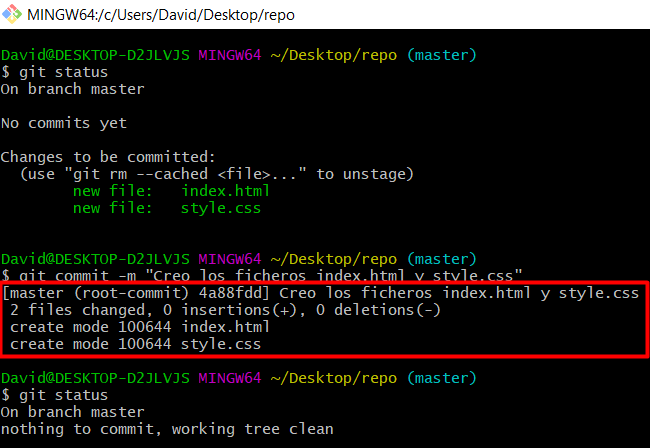 MINGW64:/c/Users/David/Desktop/repo
David@DESKTOP-D2JLVJS MINGW64 ~/Desktop/repo (master)
$ git status
On branch master
No commits yet
Changes to be committed:
  (use "git rm --cached <file>..." to unstage)
        new file:   index.html
        new file:   style.css
David@DESKTOP-D2JLVJS MINGW64 ~/Desktop/repo (master)
$ git commit -m "Creo los ficheros index.html y style.css"
[master (root-commit) 4a88fdd] Creo los ficheros index.html y style.css
 2 files changed, 0 insertions(+), 0 deletions(-)
 create mode 100644 index.html
 create mode 100644 style.css
David@DESKTOP-D2JLVJS MINGW64 ~/Desktop/repo (master)
$ git status
On branch master
nothing to commit, working tree clean